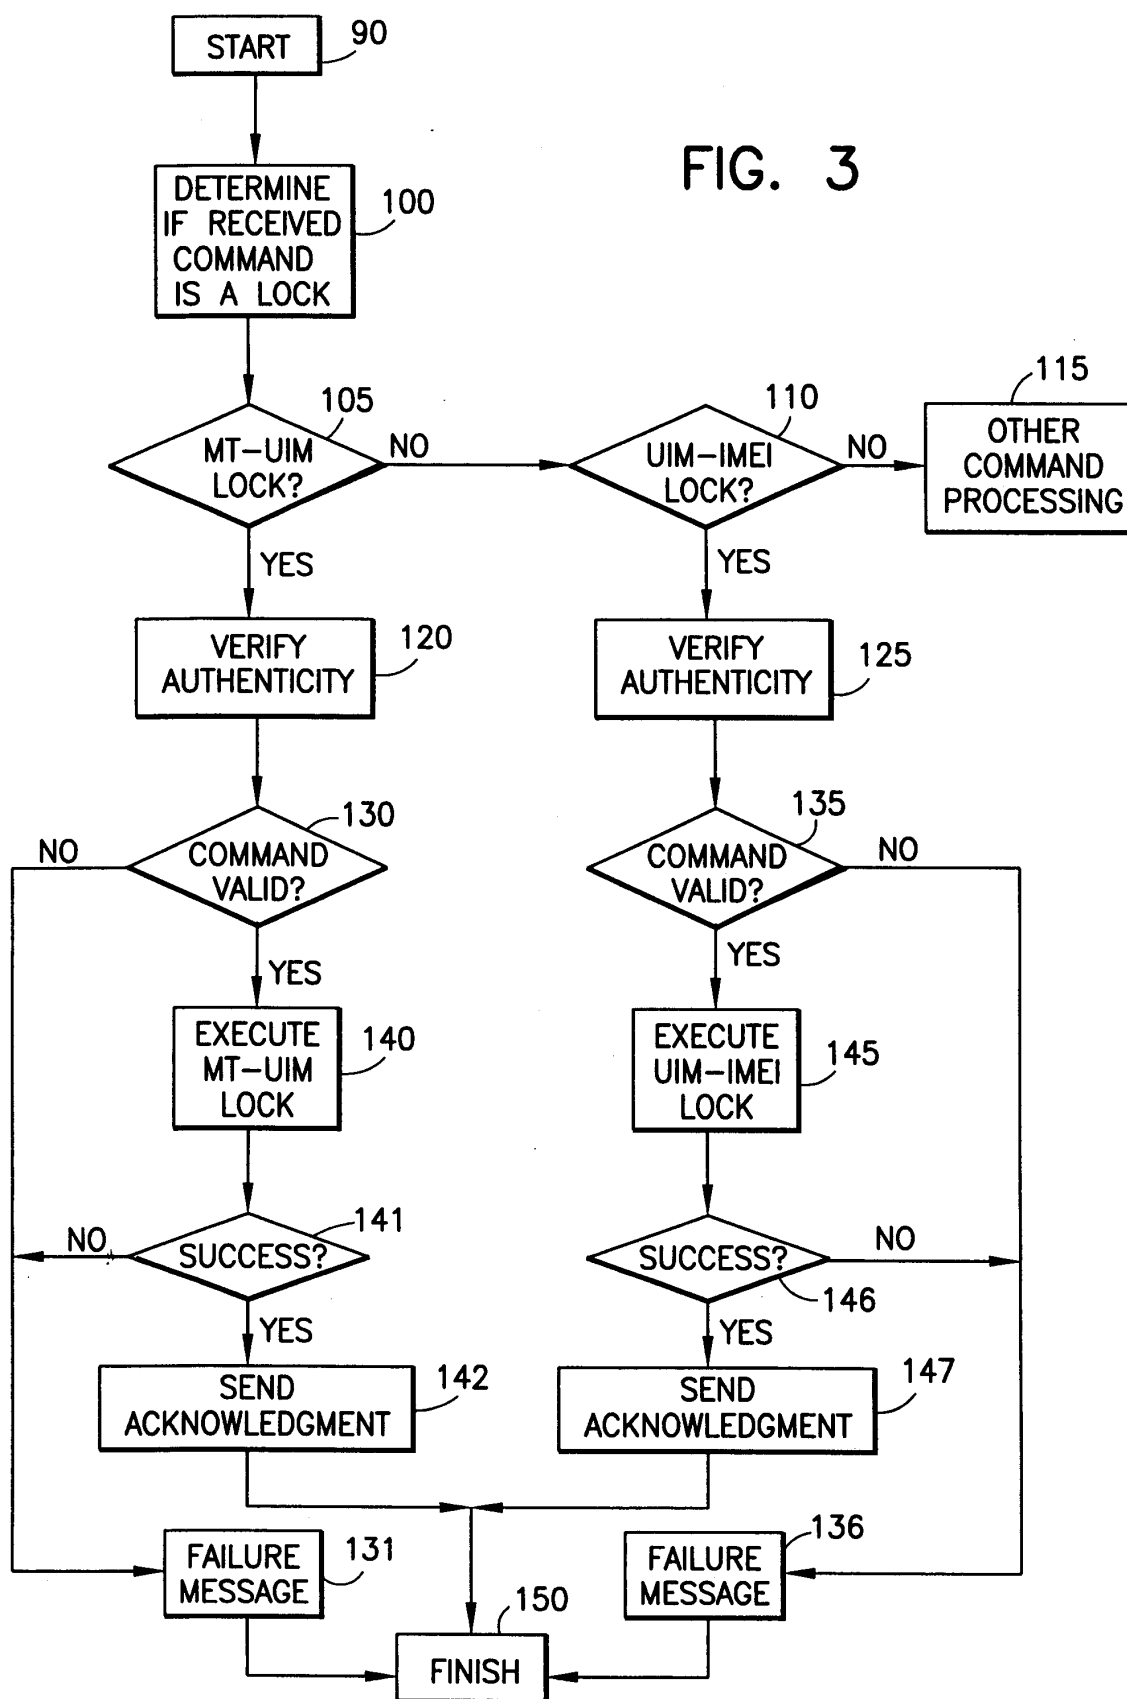 START
90
FIG. 3
DETERMINE
IF RECEIVED
COMMAND
IS A LOCK
100
MT-UIM
LOCK?
105
NO
UIM-IMEI
LOCK?
110
NO
OTHER
COMMAND
PROCESSING
115
YES
YES
VERIFY
AUTHENTICITY
120
VERIFY
AUTHENTICITY
125
NO
COMMAND
VALID?
130
COMMAND
VALID?
135
NO
YES
YES
EXECUTE
MT-UIM
LOCK
140
EXECUTE
UIM-IMEI
LOCK
145
NO
SUCCESS?
141
SUCCESS?
146
NO
YES
YES
SEND
ACKNOWLEDGMENT
142
SEND
ACKNOWLEDGMENT
147
FAILURE
MESSAGE
131
FAILURE
MESSAGE
136
150
FINISH